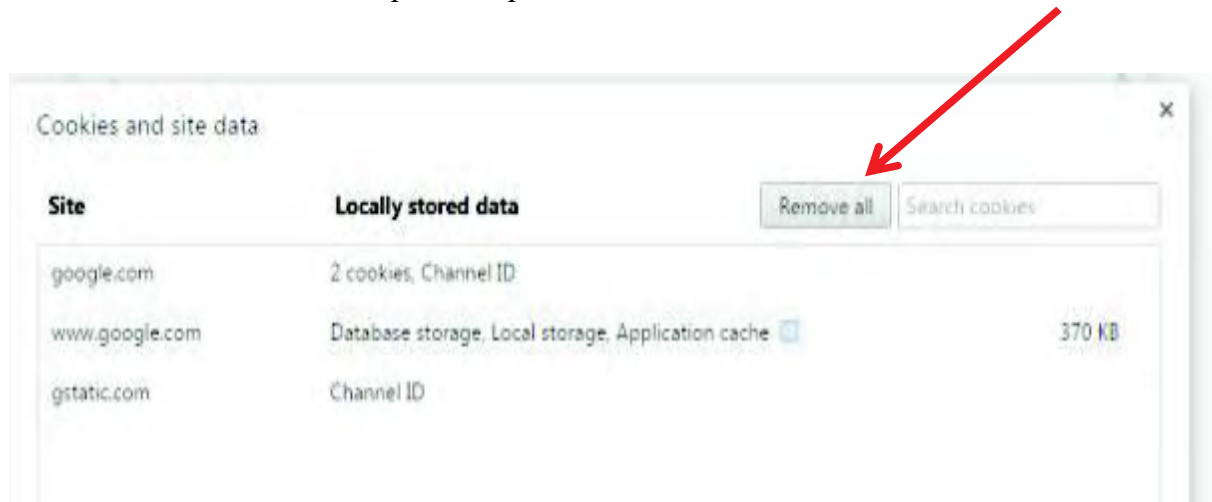 Cookies and site data
×
Site Locally stored data Remove all Search cookies
google.com 2 cookies, Channel ID
www.google.com Database storage, Local storage, Application cache 370 KB
gstatic.com Channel ID